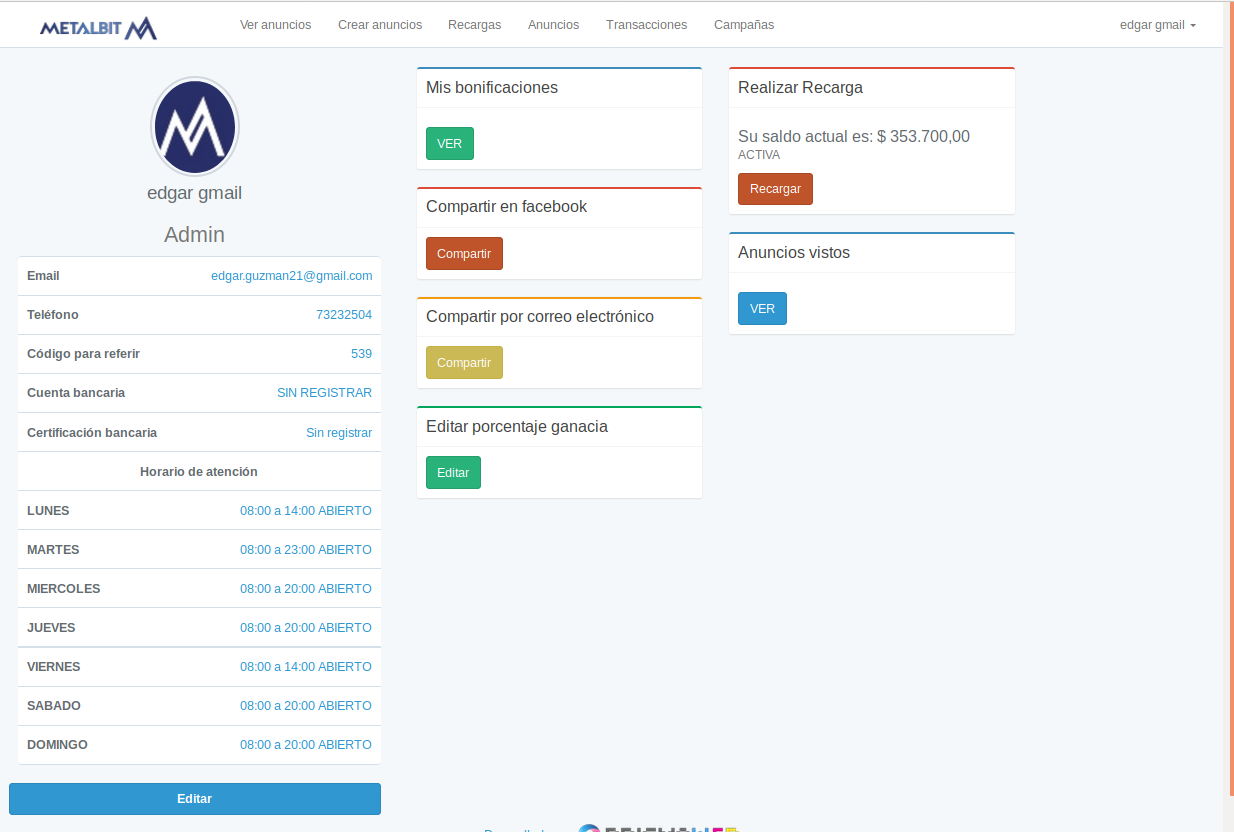 METALBIT
Ver anuncios
Crear anuncios
Recargas
Anuncios
Transacciones
Campañas
edgar gmail
edgar gmail
Admin
Email edgar.guzman21@gmail.com
Teléfono 73232504
Código para referir 539
Cuenta bancaria SIN REGISTRAR
Certificación bancaria Sin registrar
Horario de atención
LUNES 08:00 a 14:00 ABIERTO
MARTES 08:00 a 23:00 ABIERTO
MIERCOLES 08:00 a 20:00 ABIERTO
JUEVES 08:00 a 20:00 ABIERTO
VIERNES 08:00 a 14:00 ABIERTO
SABADO 08:00 a 20:00 ABIERTO
DOMINGO 08:00 a 20:00 ABIERTO
Editar
Mis bonificaciones
VER
Compartir en facebook
Compartir
Compartir por correo electrónico
Compartir
Editar porcentaje ganacia
Editar
Realizar Recarga
Su saldo actual es: $ 353.700,00
ACTIVA
Recargar
Anuncios vistos
VER